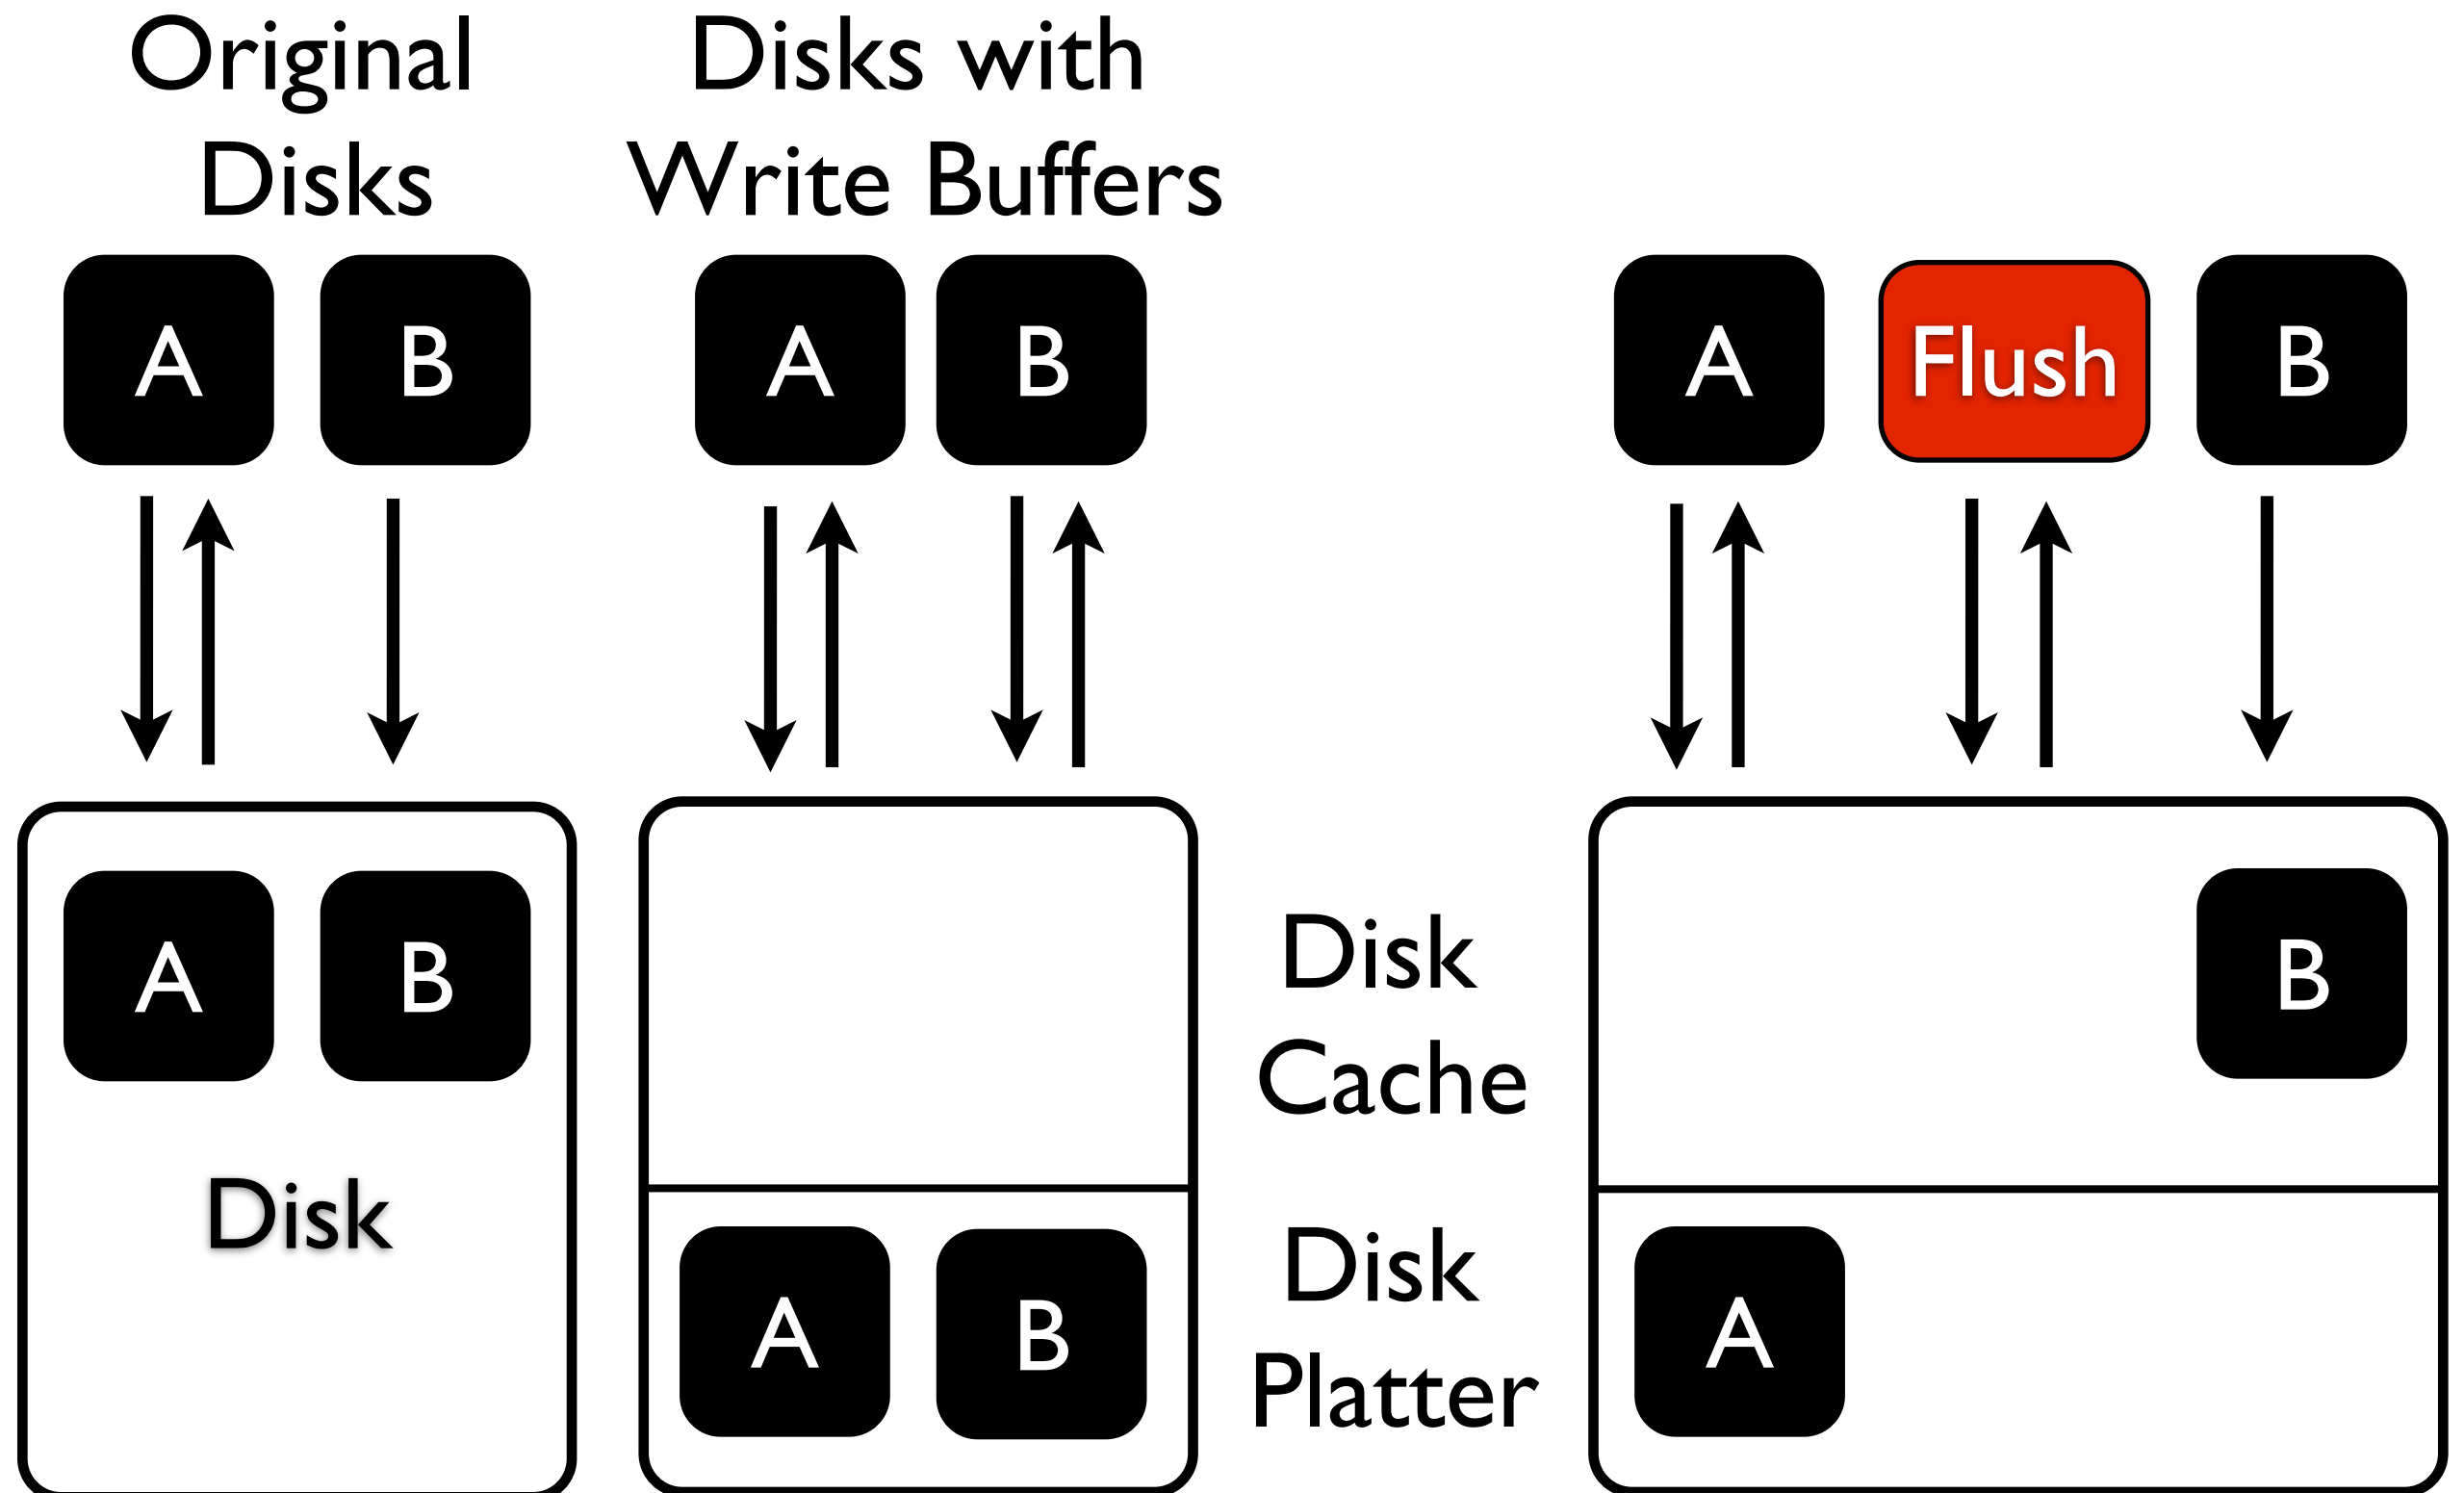 Original
Disks
Disks with
Write Buffers
A B
A B
A Flush B
A B
Disk
A B
Disk
Cache
Disk
Platter
B
A